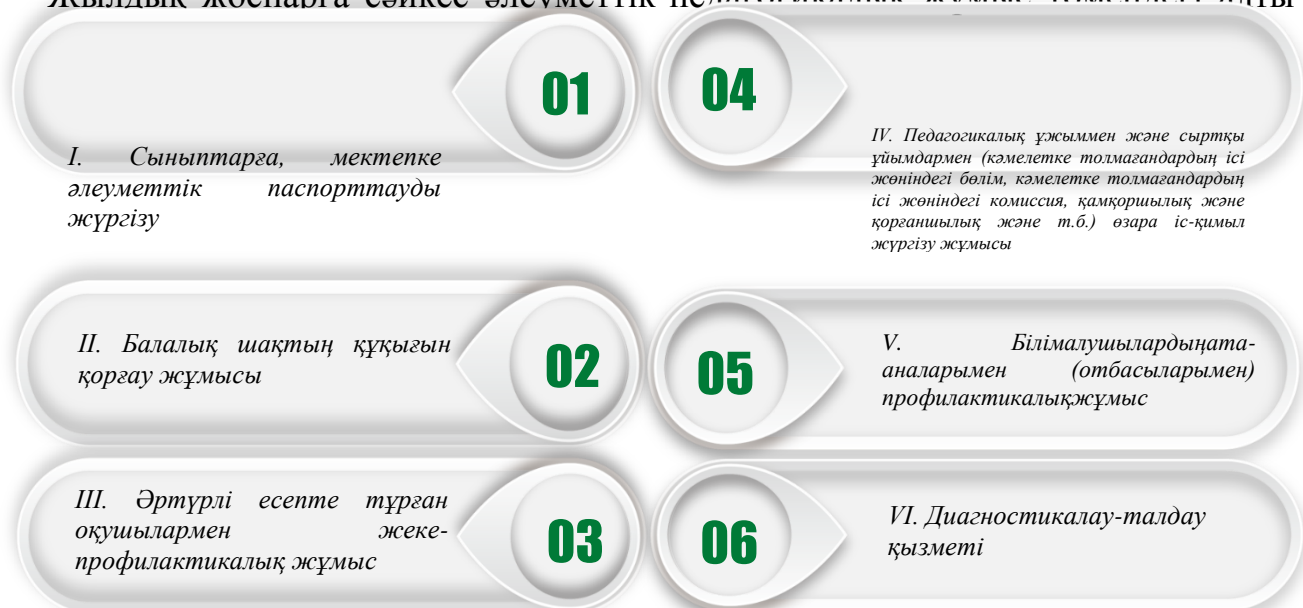 Жылдық жоспарға сәйкес әлеуметтік
01
I. Сыныптарға, мектепке
әлеуметтік паспорттауды
жүргізу
II. Балалық шақтың құқығын
қорғау жұмысы
02
III. Әртүрлі есепте тұрған
оқушылармен жеке-
профилактикалық жұмыс
03
04
IV. Педагогикалық ұжыммен және сыртқы
ұйымдармен (кәмелетке толмағандардың ісі
жөніндегі бөлім, кәмелетке толмағандардың
ісі жөніндегі комиссия, қамқоршылық және
қорғаншылық және т.б.) өзара іс-қимыл
жүргізу жұмысы
05
V. Білімалушылардыңата-
аналарымен (отбасыларымен)
профилактикалықжұмыс
06
VI. Диагностикалау-талдау
қызметі